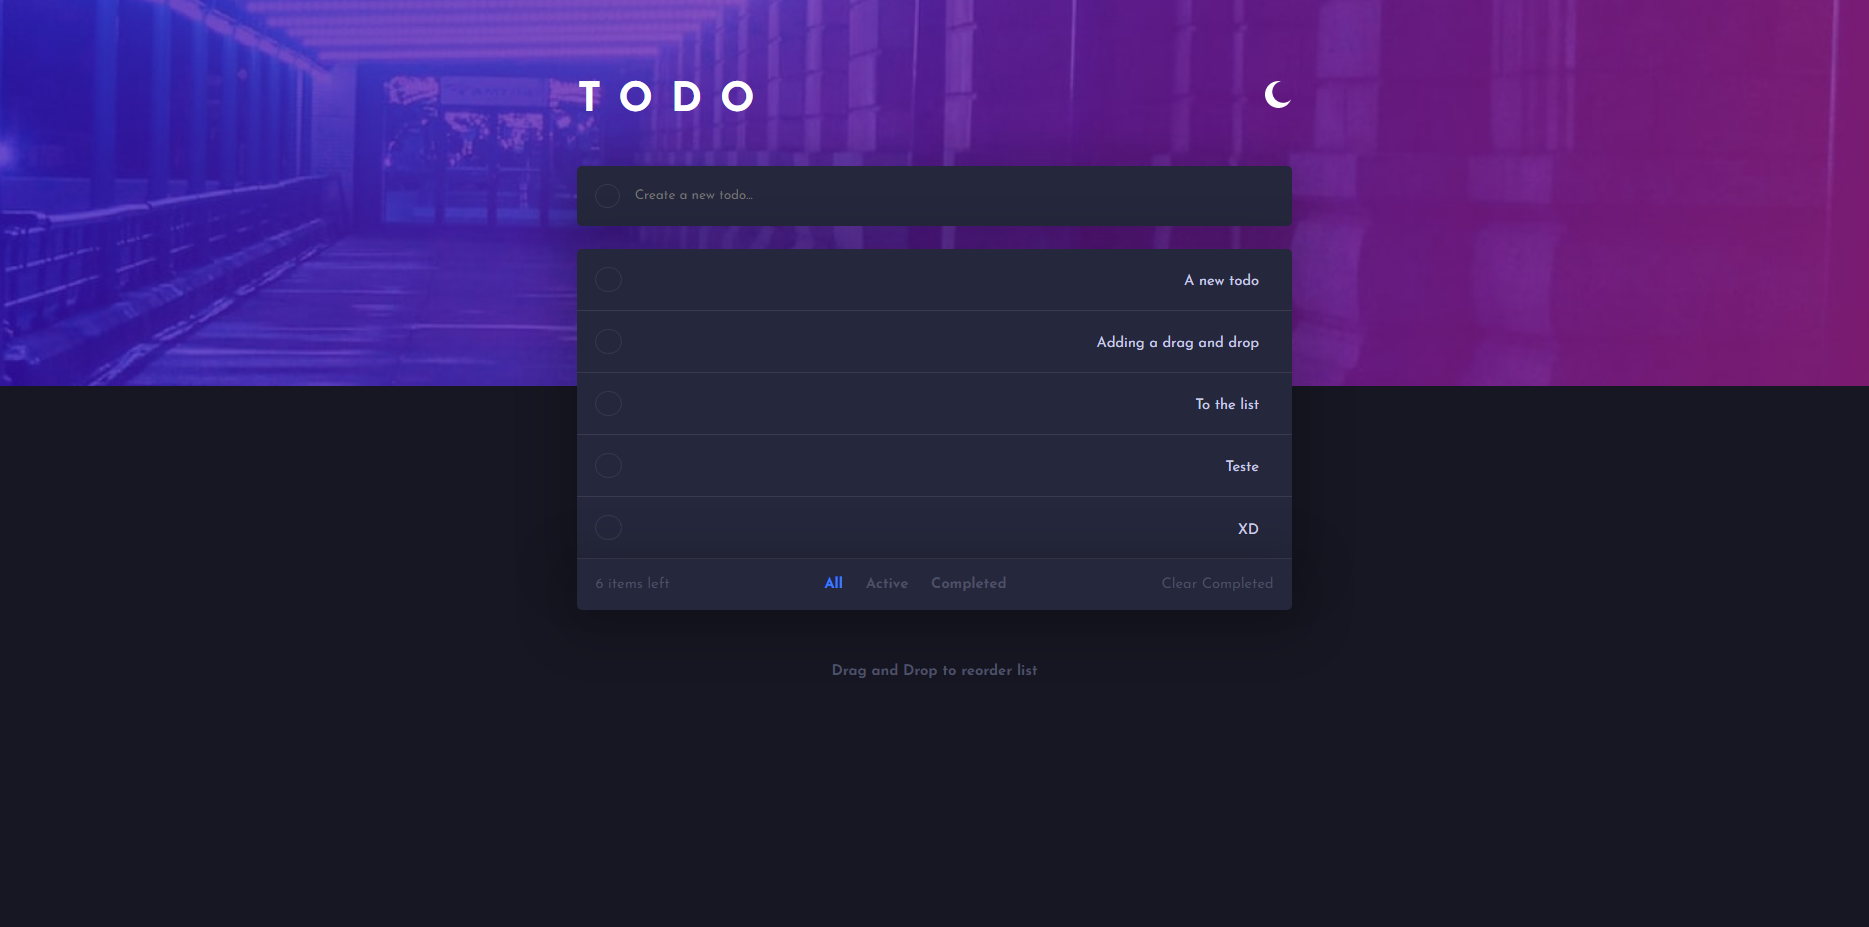 TODO
Create a new todo...
A new todo
Adding a drag and drop
To the list
Teste
XD
6 items left All Active Completed Clear Completed
Drag and Drop to reorder list